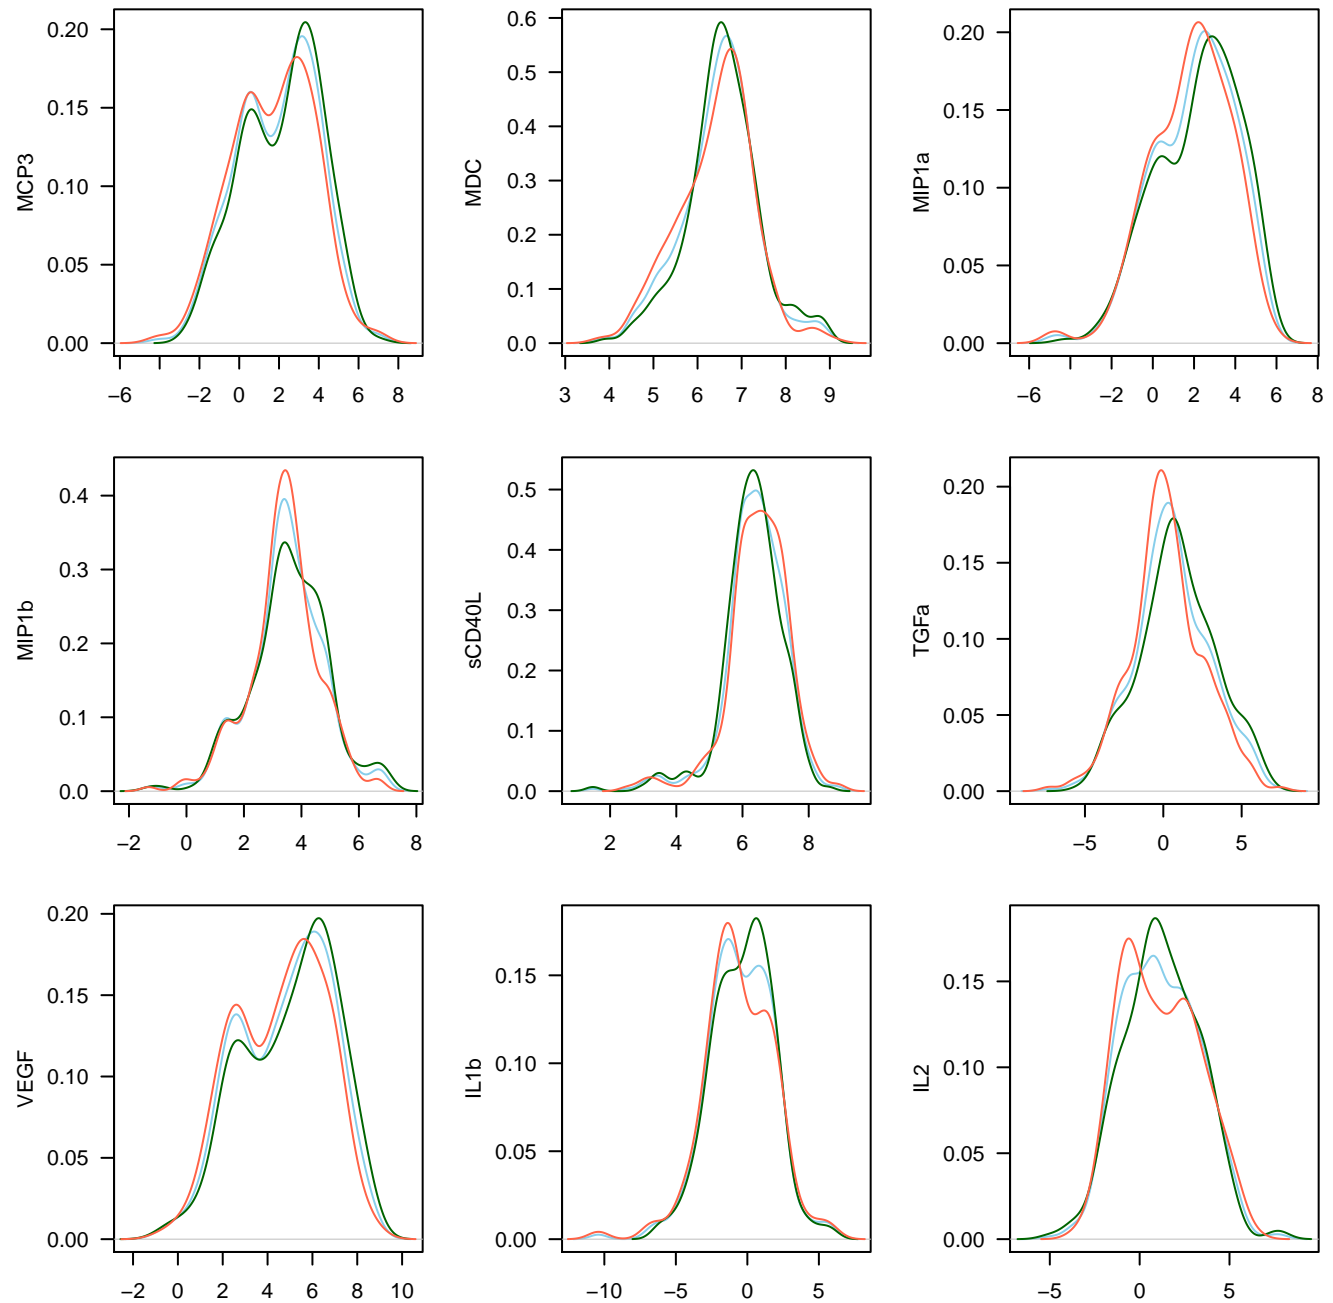 MCP3
0.00 0.05 0.10 0.15 0.20
−6 −2 0 2 4 6 8
MDC
0.0 0.1 0.2 0.3 0.4 0.5 0.6
3 4 5 6 7 8 9
MIP1a
0.00 0.05 0.10 0.15 0.20
−6 −2 0 2 4 6 8
MIP1b
0.0 0.1 0.2 0.3 0.4
−2 0 2 4 6 8
sCD40L
0.0 0.1 0.2 0.3 0.4 0.5
2 4 6 8
TGFa
0.00 0.05 0.10 0.15 0.20
−5 0 5
VEGF
0.00 0.05 0.10 0.15 0.20
−2 0 2 4 6 8 10
IL1b
0.00 0.05 0.10 0.15
−10 −5 0 5
IL2
0.00 0.05 0.10 0.15
−5 0 5